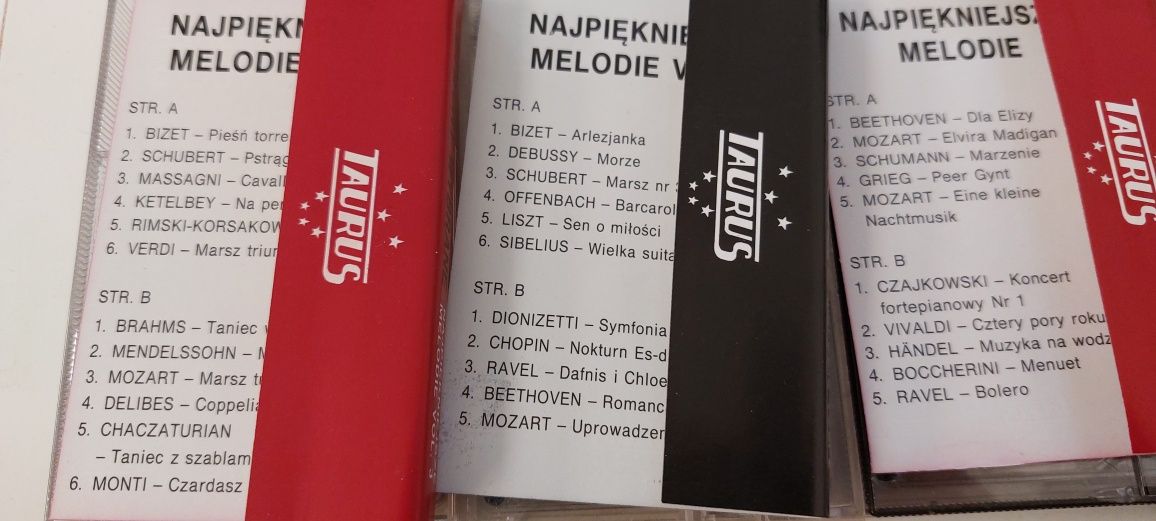 NAJPIĘKN
MELODIE
STR. A
1. BIZET – Pieśń torre
2. SCHUBERT – Pstrąg
3. MASSAGNI – Cavall
4. KETELBEY – Na per
5. RIMSKI-KORSAKOW
6. VERDI – Marsz triur
STR. B
1. BRAHMS – Taniec
2. MENDELSSOHN –
3. MOZART – Marsz t
4. DELIBES – Coppelia
5. CHACZATURIAN
– Taniec z szablam
6. MONTI – Czardasz
TAURUS
NAJPIĘKNIE
MELODIE V
STR. A
1. BIZET – Arlezjanka
2. DEBUSSY – Morze
3. SCHUBERT – Marsz nr
4. OFFENBACH – Barcarol
5. LISZT – Sen o miłości
6. SIBELIUS – Wielka suita
STR. B
1. DIONIZETTI – Symfonia
2. CHOPIN – Nokturn Es-d
3. RAVEL – Dafnis i Chloe
4. BEETHOVEN – Romanc
5. MOZART – Uprowadzer
TAURUS
NAJPIĘKNIEJSZ
MELODIE
STR. A
1. BEETHOVEN – Dla Elizy
2. MOZART – Elvira Madigan
3. SCHUMANN – Marzenie
4. GRIEG – Peer Gynt
5. MOZART – Eine kleine
Nachtmusik
STR. B
1. CZAJKOWSKI – Koncert
fortepianowy Nr 1
2. VIVALDI – Cztery pory roku
3. HÄNDEL – Muzyka na wodz
4. BOCCHERINI – Menuet
5. RAVEL – Bolero
TAURUS